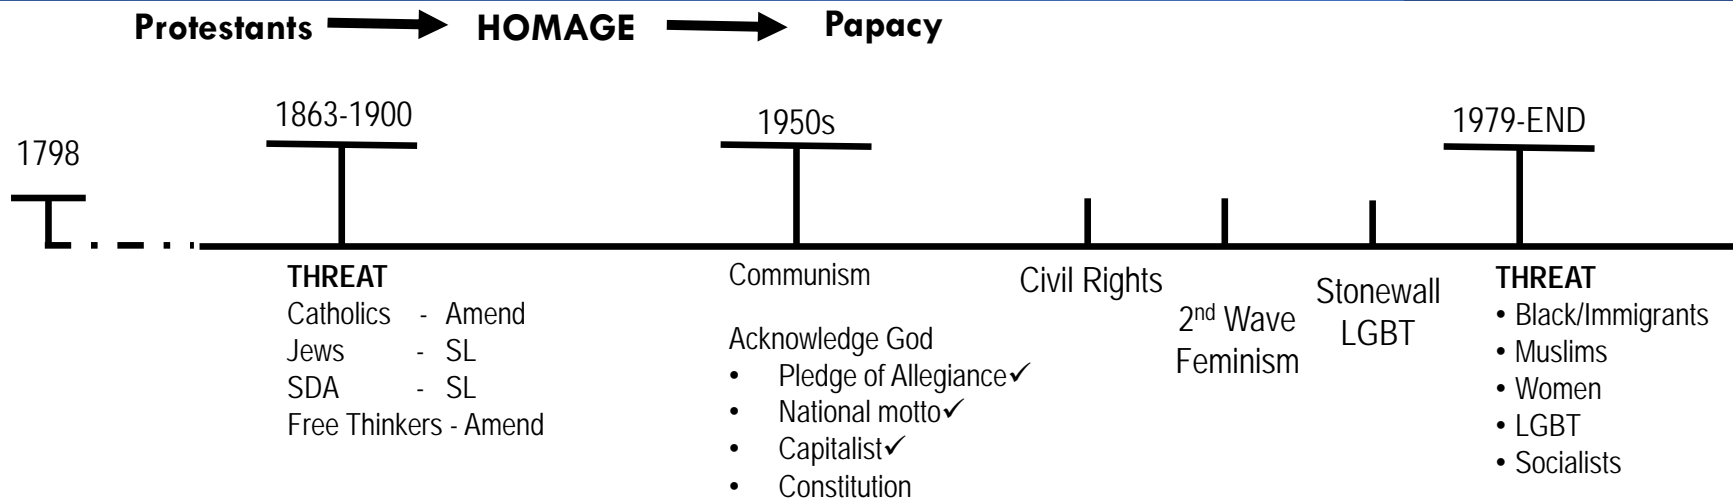 Protestants HOMAGE Papacy
1798
1863-1900
1950s
1979-END
THREAT
Catholics - Amend
Jews - SL
SDA - SL
Free Thinkers - Amend
Communism
Acknowledge God
• Pledge of Allegiance✓
• National motto✓
• Capitalist✓
• Constitution
Civil Rights
2nd Wave
Feminism
Stonewall
LGBT
THREAT
• Black/Immigrants
• Muslims
• Women
• LGBT
• Socialists